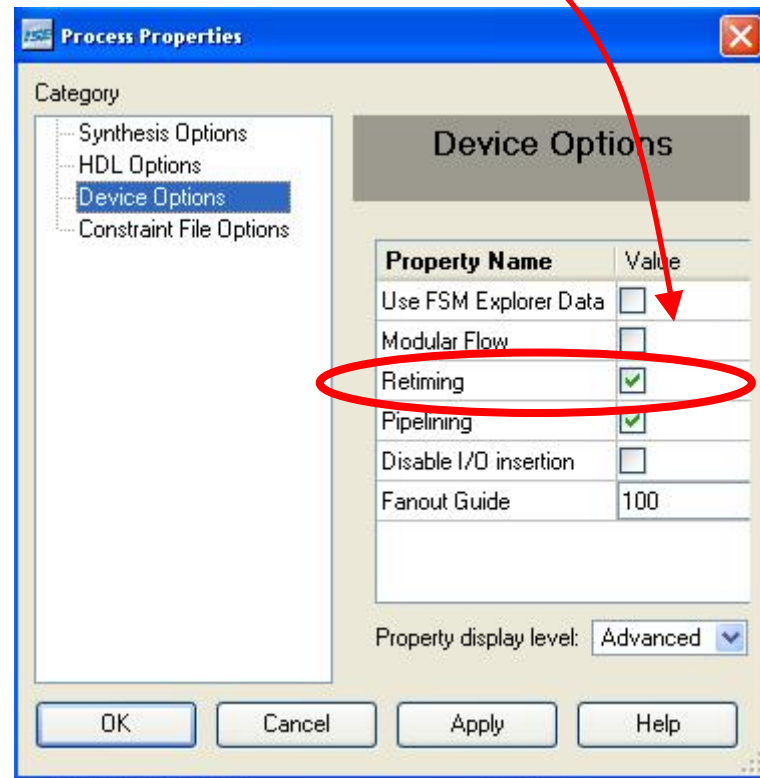 ISE Process Properties
Category
Synthesis Options
HDL Options
Device Options
Constraint File Options
Device Options
Property Name Value
Use FSM Explorer Data
Modular Flow
Retiming
Pipelining
Disable I/O insertion
Fanout Guide 100
Property display level: Advanced
OK Cancel Apply Help